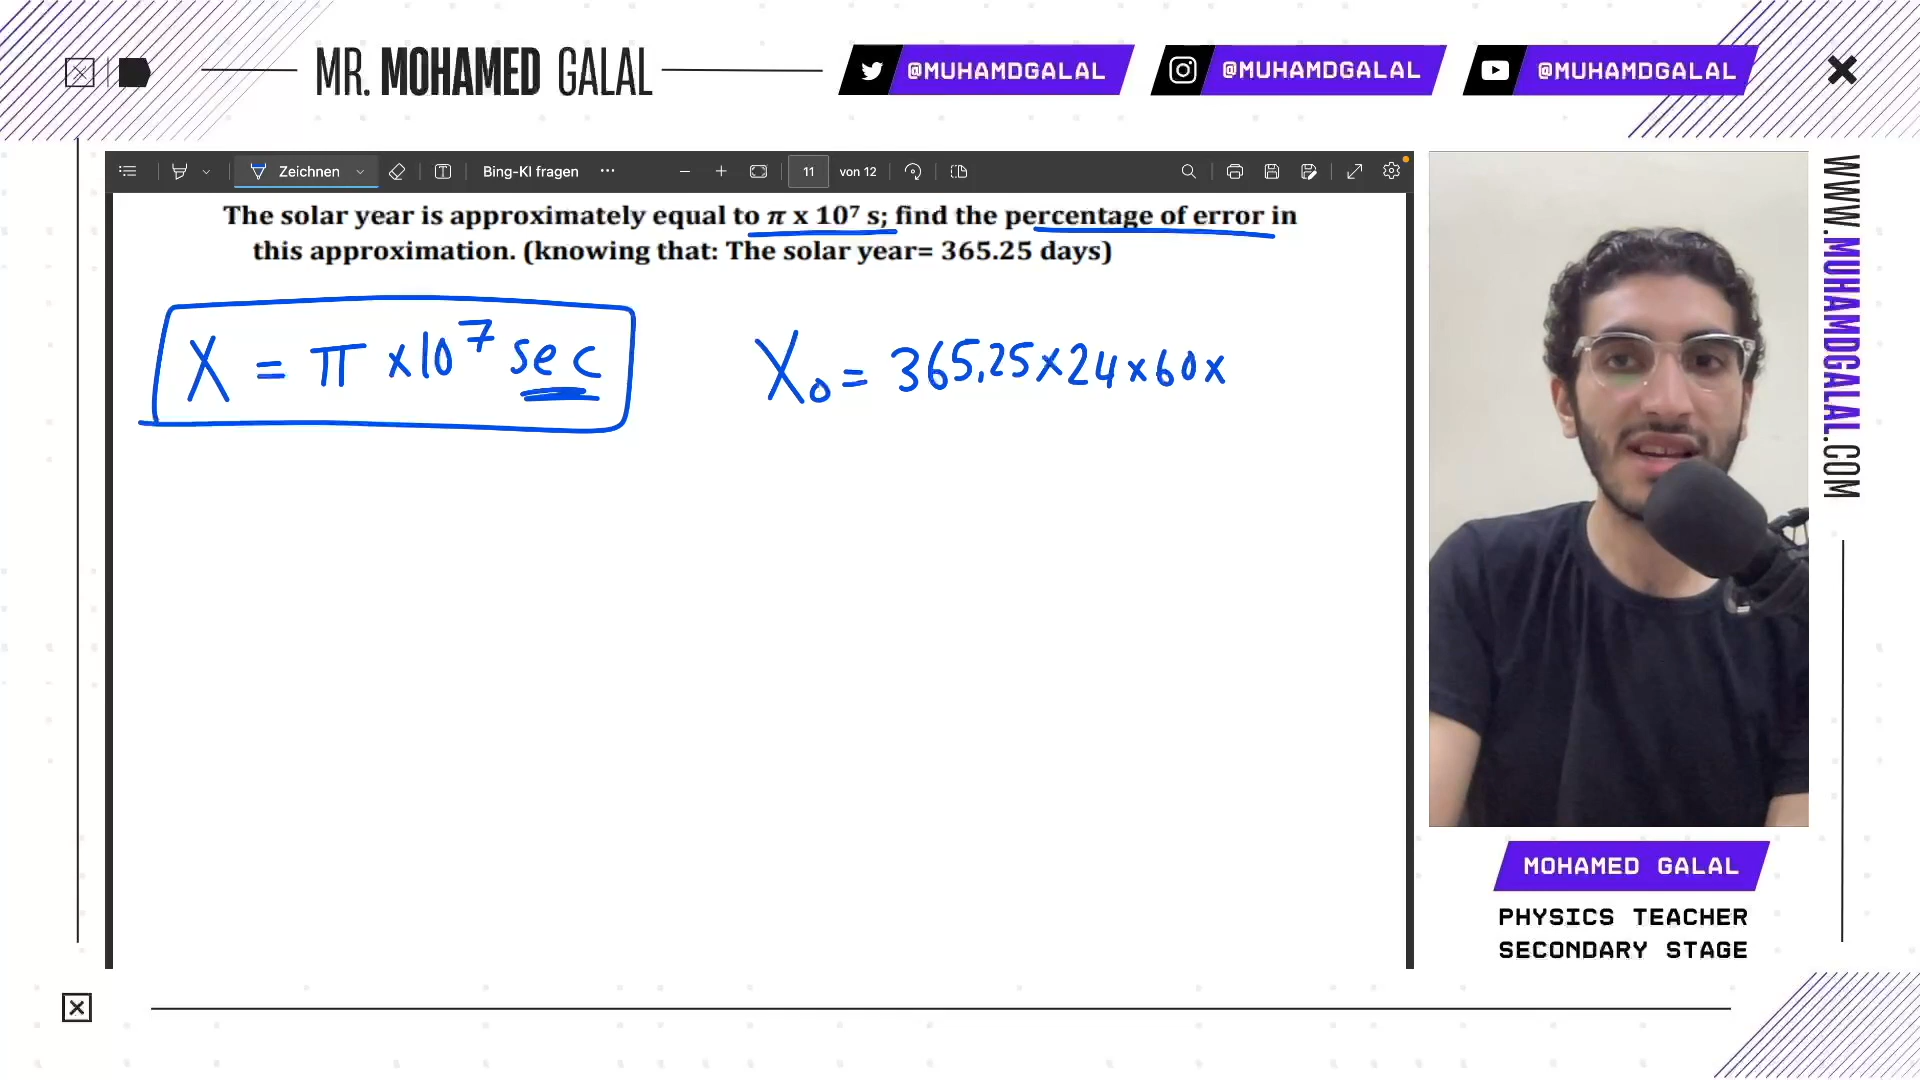 MR. MOHAMED GALAL
@MUHAMDGALAL
@MUHAMDGALAL
@MUHAMDGALAL
Zeichnen
Bing-KI fragen
11
von 12
The solar year is approximately equal to π x 10⁷ s; find the percentage of error in
this approximation. (knowing that: The solar year= 365.25 days)
X = π ×10⁷ sec
X₀ = 365.25×24×60×
WWW.MUHAMDGALAL.COM
MOHAMED GALAL
PHYSICS TEACHER
SECONDARY STAGE